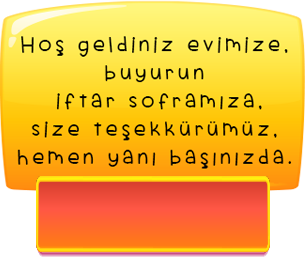 Hoş geldiniz evimize,
buyurun
iftar soframıza,
size teşekkürümüz,
hemen yanı başınızda.